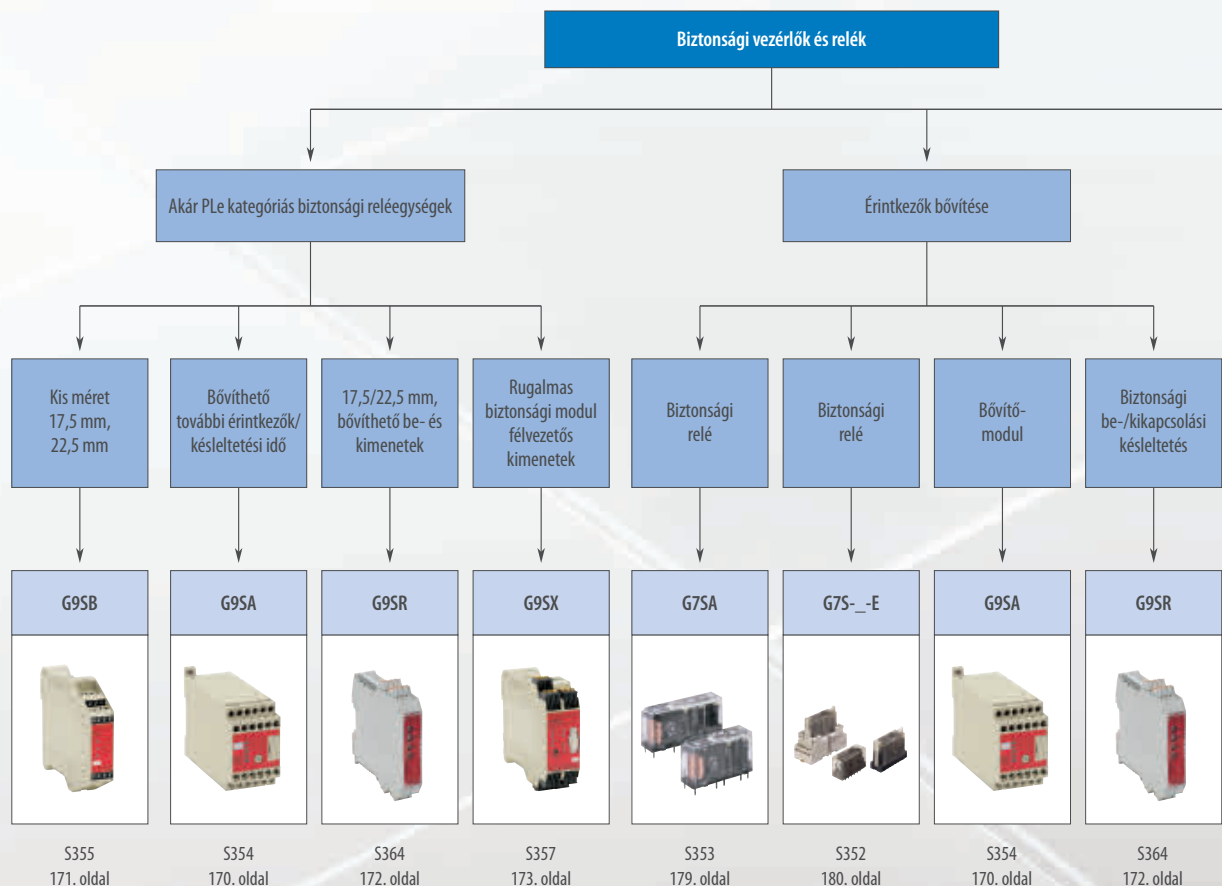 Biztonsági vezérlők és relék
Akár PLe kategóriás biztonsági reléegységek
Érintkezők bővítése
Kis méret
17,5 mm,
22,5 mm
Bővíthető
további érintkezők/
késleltetési idő
17,5/22,5 mm,
bővíthető be- és
kimenetek
Rugalmas
biztonsági modul
félvezetős
kimenetek
Biztonsági
relé
Biztonsági
relé
Bővítő-
modul
Biztonsági
be-/kikapcsolási
késleltetés
G9SB
G9SA
G9SR
G9SX
G7SA
G7S-_-E
G9SA
G9SR
S355
171. oldal
S354
170. oldal
S364
172. oldal
S357
173. oldal
S353
179. oldal
S352
180. oldal
S354
170. oldal
S364
172. oldal